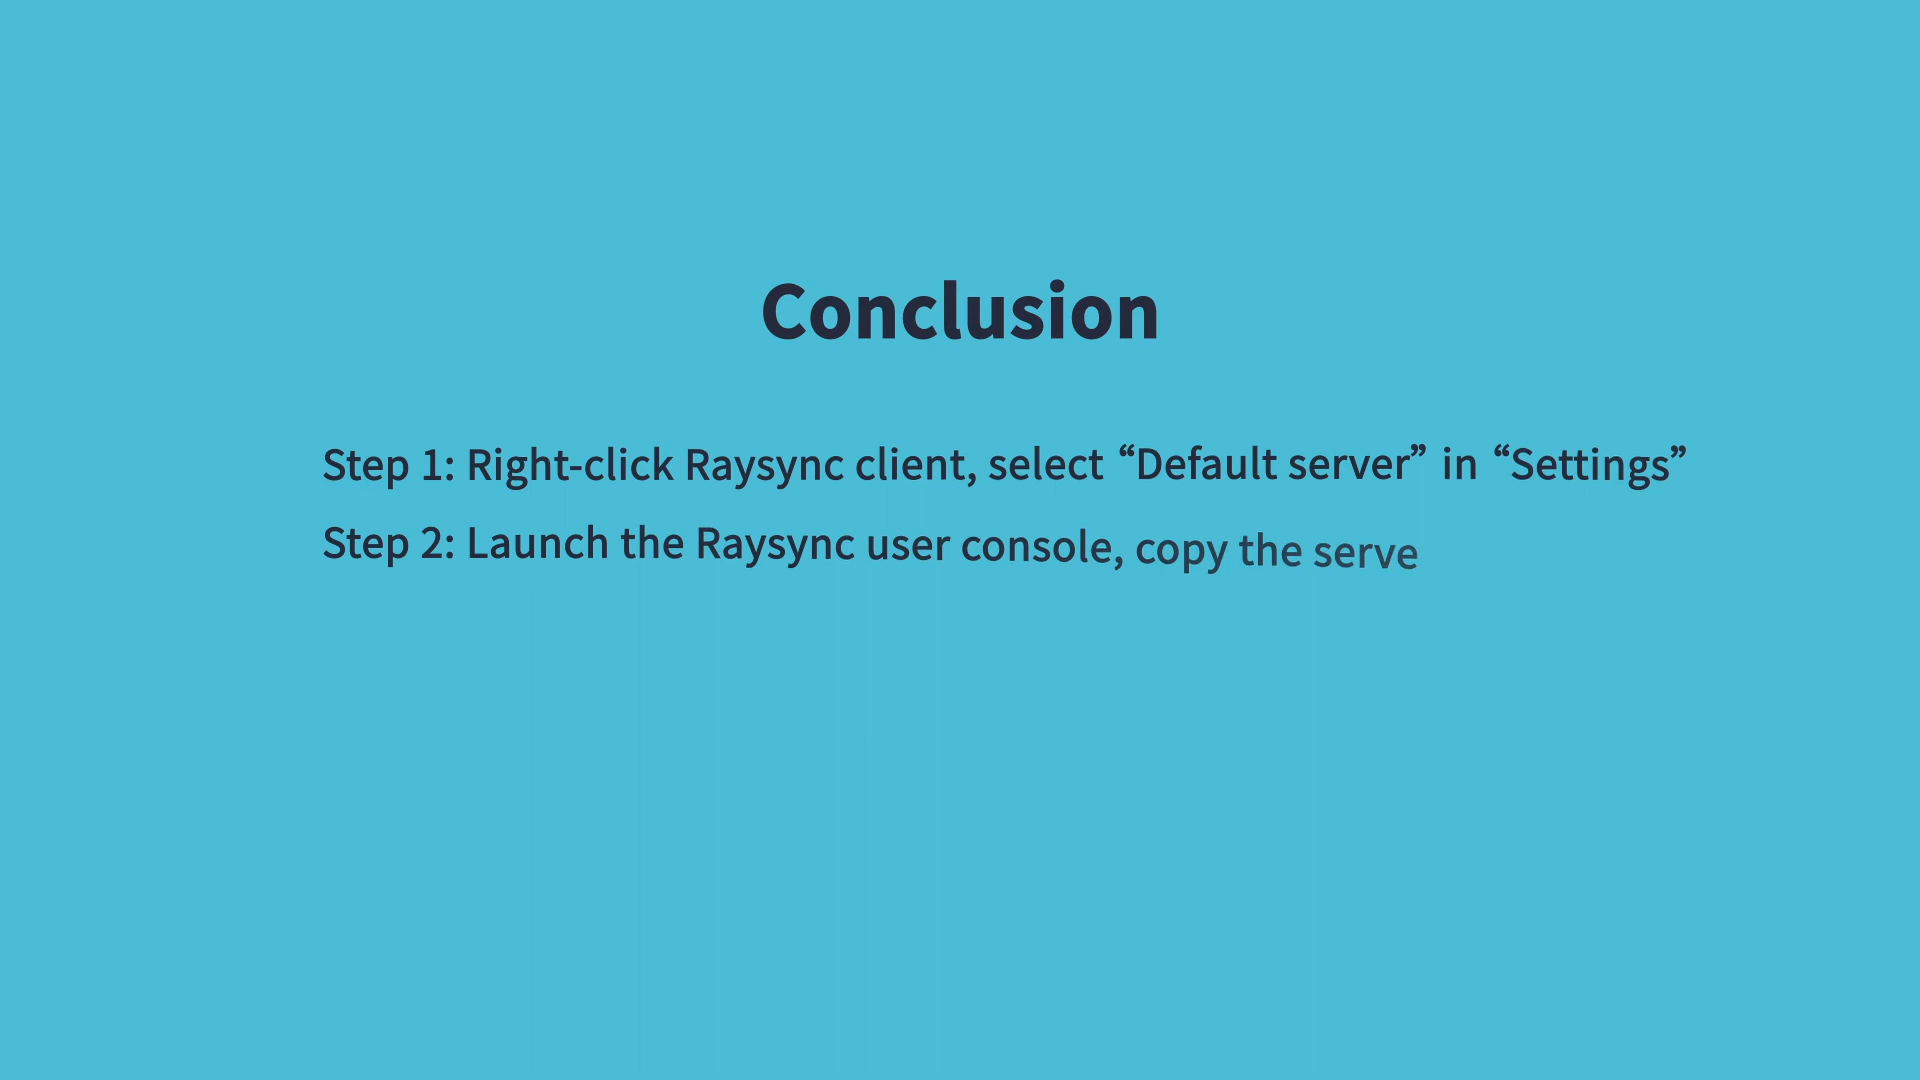 Conclusion
Step 1: Right-click Raysync client, select “Default server” in “Settings”
Step 2: Launch the Raysync user console, copy the serve